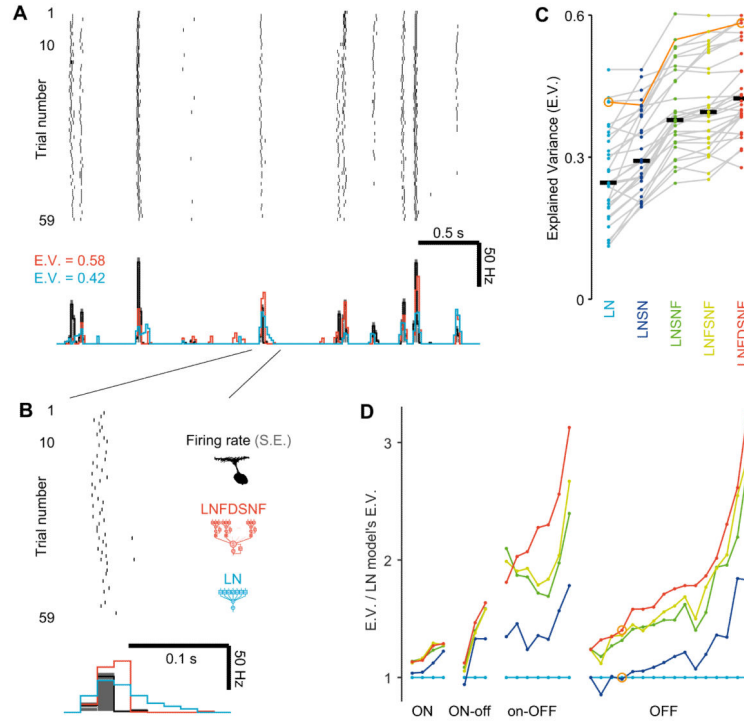 A
1
10
Trial number
59
0.5 s
50 Hz
E.V. = 0.58
E.V. = 0.42
B
1
10
Trial number
59
Firing rate (S.E.)
LNFDSNF
LN
0.1 s
50 Hz
C
0.6
Explained Variance (E.V.)
0.3
0
LN
LNSN
LNSNF
LNFSNF
LNFDSNF
D
3
E.V. / LN model's E.V.
2
1
ON
ON-off
on-OFF
OFF